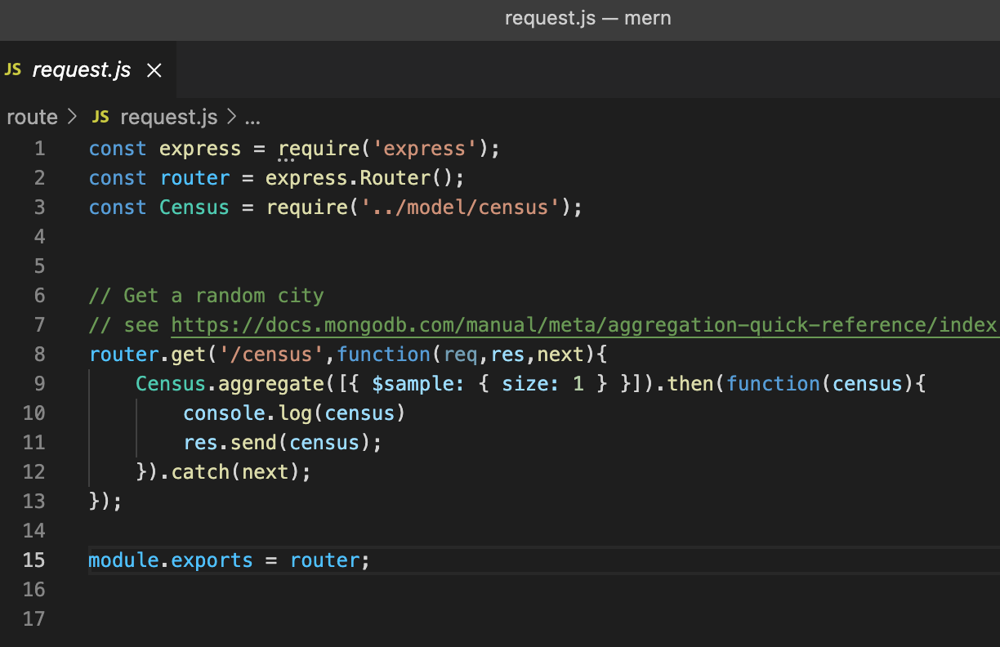 request.js — mern
JS request.js ×
route > JS request.js > ...
1 const express = require('express');
2 const router = express.Router();
3 const Census = require('../model/census');
4
5
6 // Get a random city
7 // see https://docs.mongodb.com/manual/meta/aggregation-quick-reference/index
8 router.get('/census',function(req,res,next){
9     Census.aggregate([{ $sample: { size: 1 } }]).then(function(census){
10         console.log(census)
11         res.send(census);
12     }).catch(next);
13 });
14
15 module.exports = router;
16
17